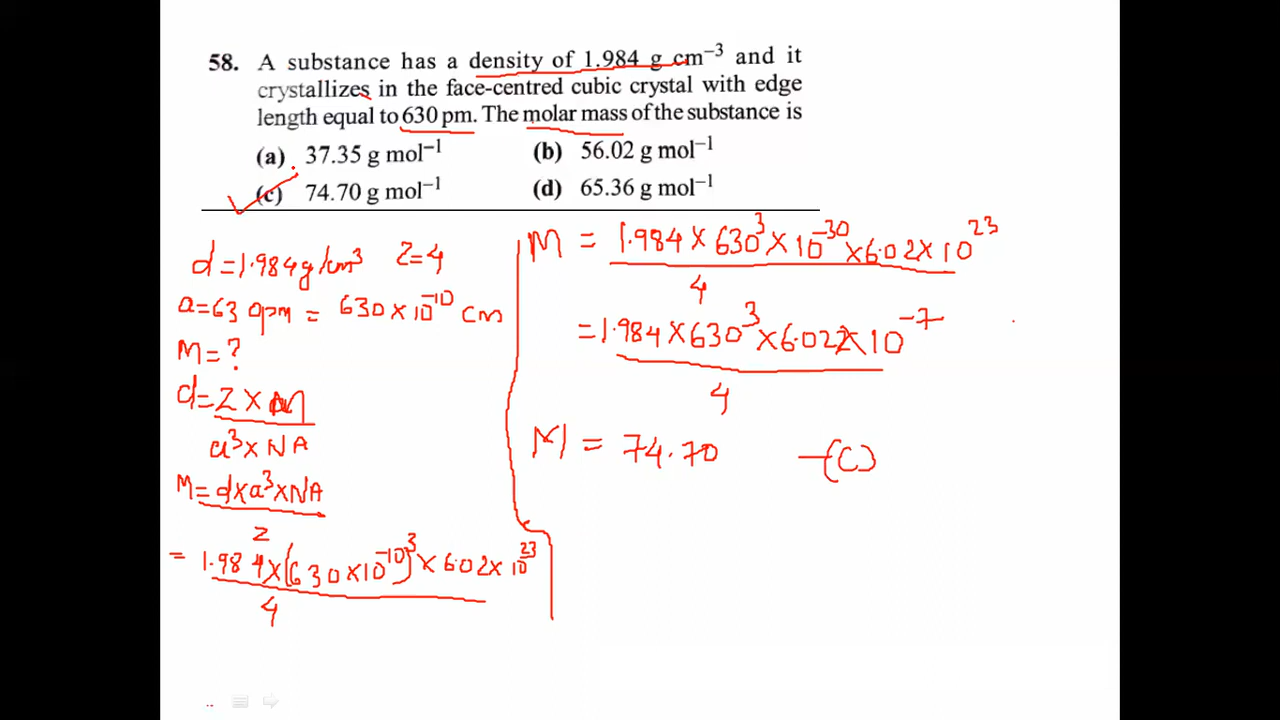 58. A substance has a density of 1.984 g cm⁻³ and it
crystallizes in the face-centred cubic crystal with edge
length equal to 630 pm. The molar mass of the substance is
(a) 37.35 g mol⁻¹ (b) 56.02 g mol⁻¹
(c) 74.70 g mol⁻¹ (d) 65.36 g mol⁻¹
d=1.984g/cm³ Z=4
a=630pm = 630×10⁻¹⁰ cm
M=?
d=Z×M
a³×NA
M=d×a³×NA
Z
= 1.984×(630×10⁻¹⁰)³×6.02×10²³
4
M = 1.984×630³×10⁻³⁰×6.02×10²³
4
=1.984×630³×6.02×10⁻⁷
4
M = 74.70 -(C)